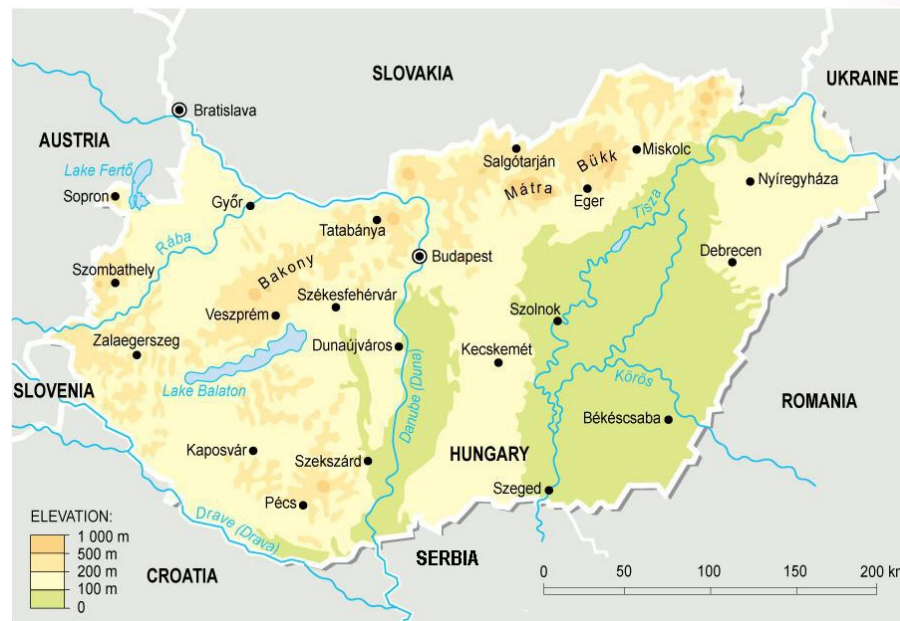 SLOVAKIA
UKRAINE
Bratislava
AUSTRIA
Lake Fertő
Sopron
Győr
Salgótarján
Bükk
Miskolc
Mátra
Eger
Nyíregyháza
Tisza
Rába
Tatabánya
Budapest
Debrecen
Szombathely
Bakony
Székesfehérvár
Veszprém
Szolnok
Zalaegerszeg
Dunaújváros
Kecskemét
Lake Balaton
Danube (Duna)
Körös
SLOVENIA
ROMANIA
Békéscsaba
Kaposvár
Szekszárd
HUNGARY
Szeged
Pécs
Drave (Drava)
ELEVATION:
1 000 m
500 m
200 m
100 m
0
CROATIA
SERBIA
0 50 100 150 200 km